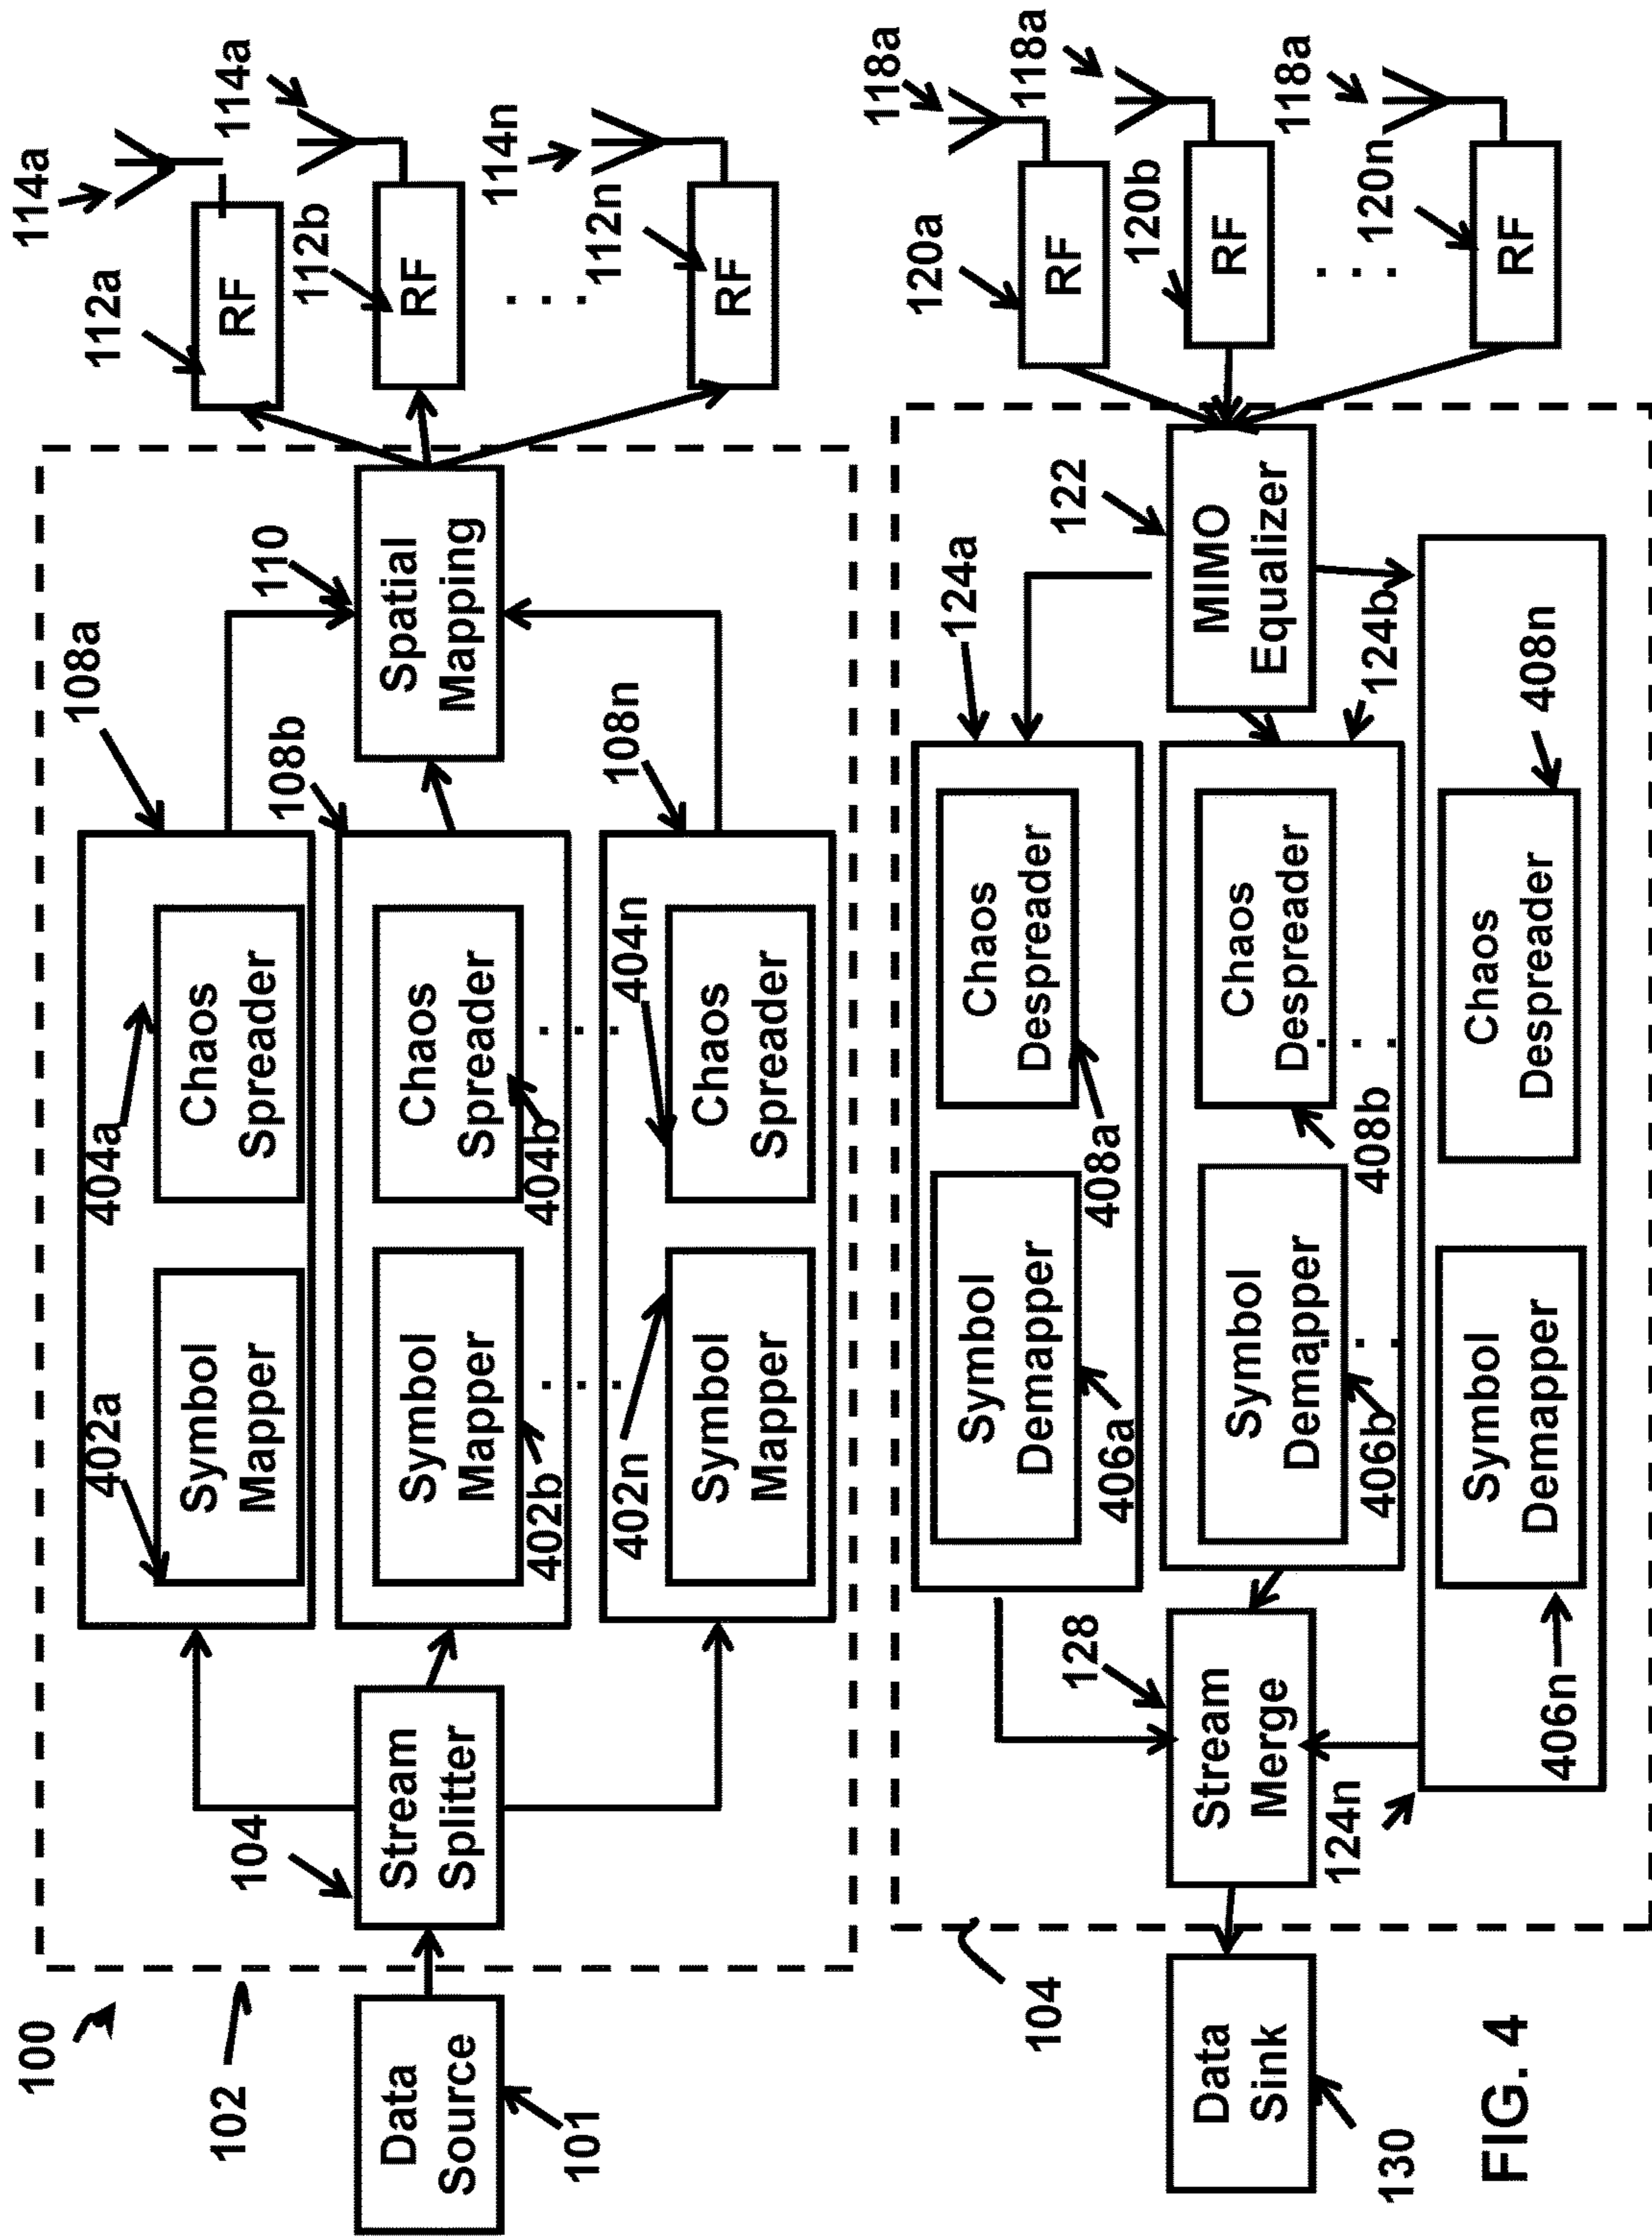 100
102
Data
Source
101
104
Stream
Splitter
108a
402a
Symbol
Mapper
404a
Chaos
Spreader
108b
Symbol
Mapper
402b
Chaos
Spreader
404b
. . .
. . .
108n
402n
Symbol
Mapper
404n
Chaos
Spreader
110
Spatial
Mapping
112a
RF
114a
112b
RF
114a
. . .
112n
RF
114n
104
Data
Sink
130
128
Stream
Merge
124a
Symbol
Demapper
406a
Chaos
Despreader
408a
124b
Symbol
Demapper
406b
Chaos
Despreader
408b
. . .
. . .
124n
Symbol
Demapper
406n
Chaos
Despreader
408n
122
MIMO
Equalizer
120a
RF
118a
120b
RF
118a
. . .
120n
RF
118a
FIG. 4